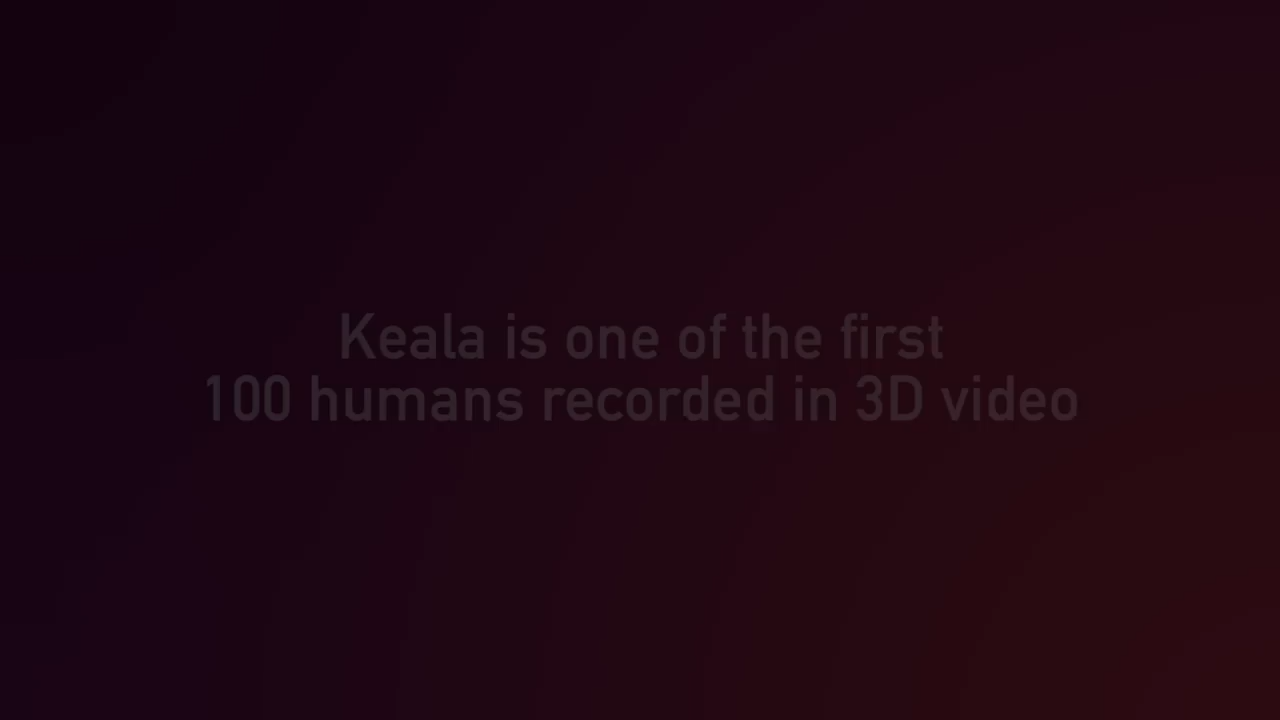 Keala is one of the first
100 humans recorded in 3D video